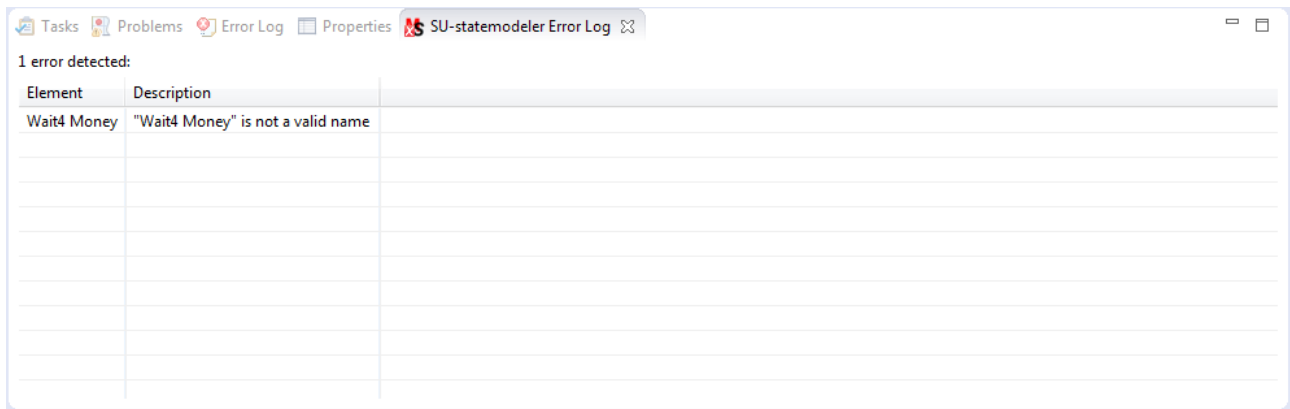 Tasks Problems Error Log Properties SU-statemodeler Error Log
1 error detected:
Element Description
Wait4 Money "Wait4 Money" is not a valid name